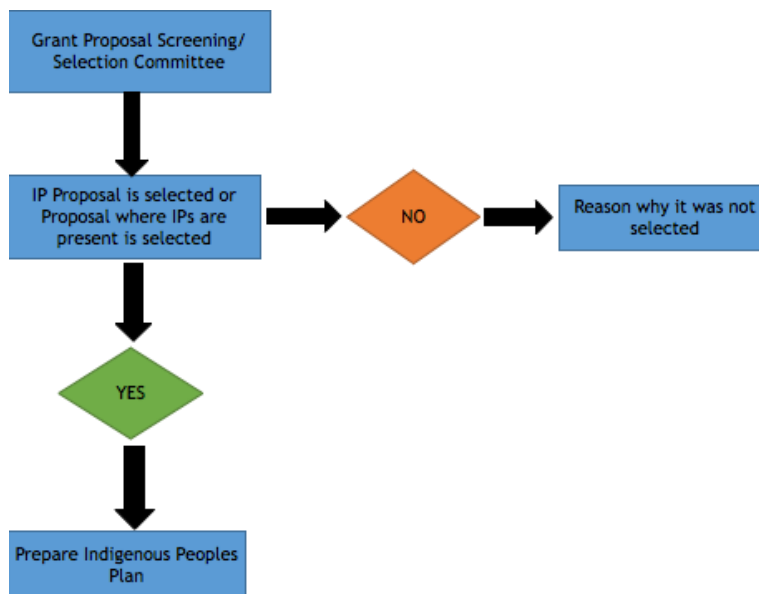 Grant Proposal Screening/
Selection Committee
IP Proposal is selected or
Proposal where IPs are
present is selected
NO
Reason why it was not
selected
YES
Prepare Indigenous Peoples
Plan